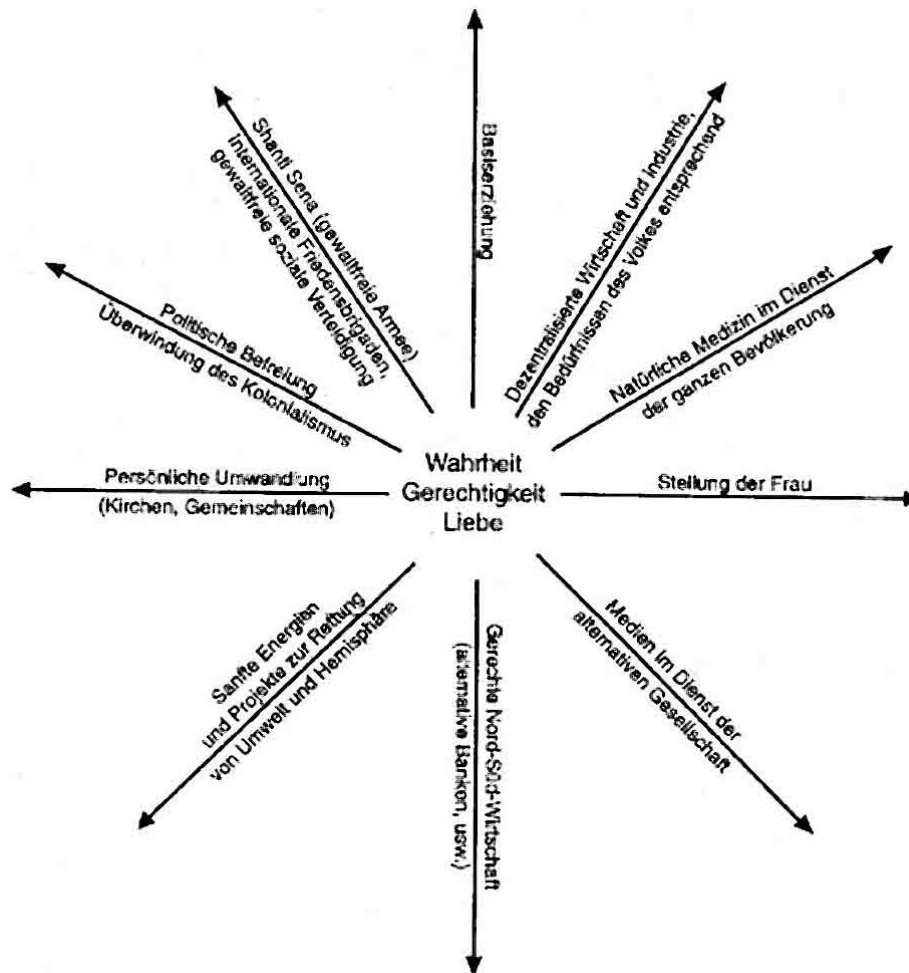 Basiserziehung
Dezentralisierte Wirtschaft und Industrie,
den Bedürfnissen des Volkes entsprechend
Natürliche Medizin im Dienst
der ganzen Bevölkerung
Stellung der Frau
Medien im Dienst der
alternativen Gesellschaft
Gerechte Nord-Süd-Wirtschaft
(alternative Banken, usw.)
Sanfte Energien
und Projekte zur Rettung
von Umwelt und Hemisphäre
Persönliche Umwandlung
(Kirchen, Gemeinschaften)
Politische Befreiung
Überwindung des Kolonialismus
Shanti Sena (gewaltfreie Armee)
Internationale Friedensbrigaden,
gewaltfreie soziale Verteidigung
Wahrheit
Gerechtigkeit
Liebe